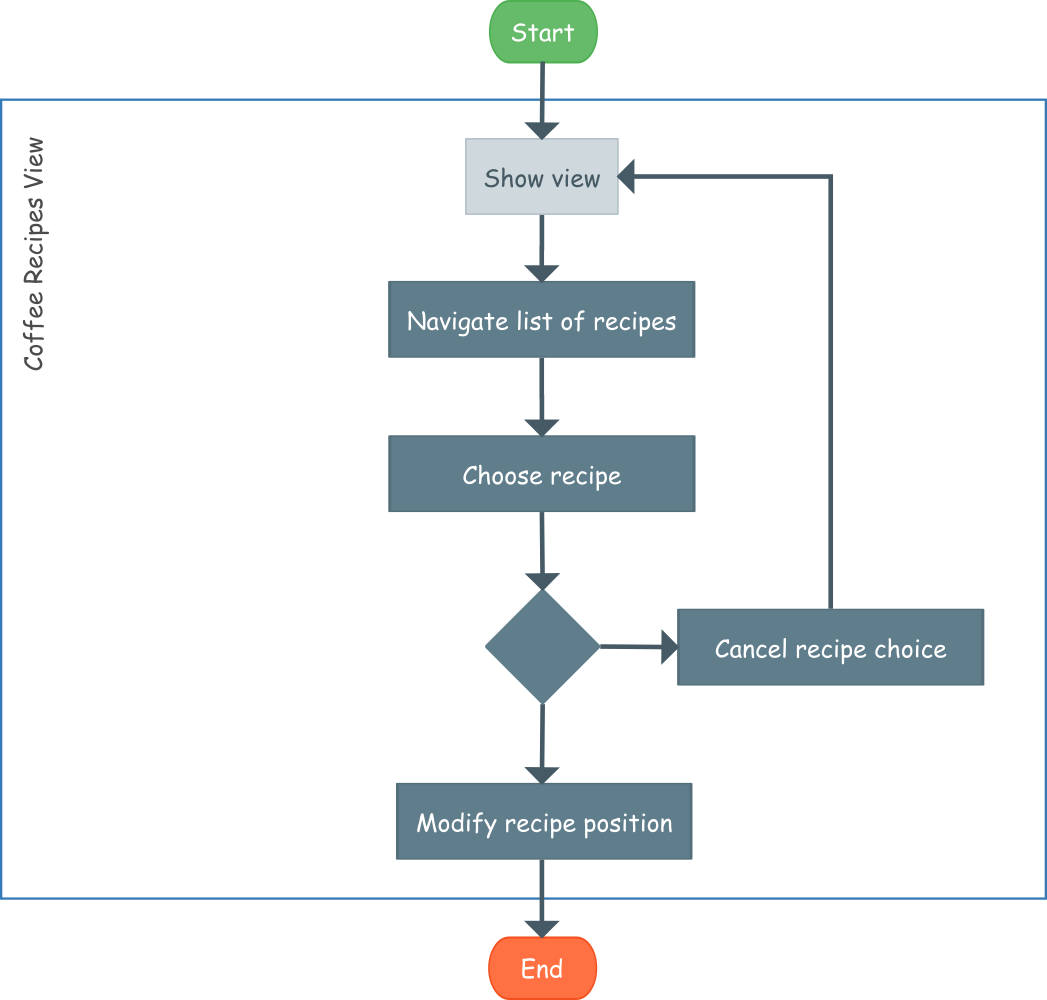 Start
Coffee Recipes View
Show view
Navigate list of recipes
Choose recipe
Cancel recipe choice
Modify recipe position
End